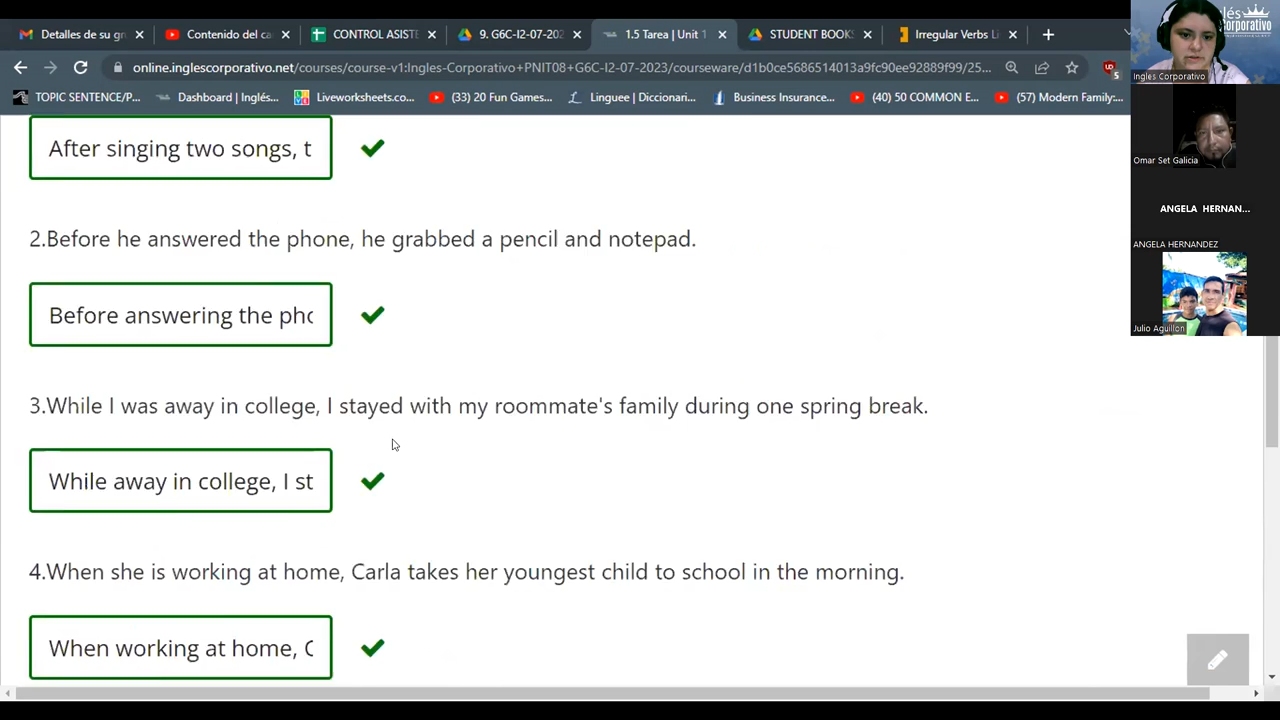 Detalles de su gn
Contenido del ca
CONTROL ASISTE
9. G6C-I2-07-202
1.5 Tarea | Unit 1
STUDENT BOOK
Irregular Verbs Li
online.inglescorporativo.net/courses/course-v1:Ingles-Corporativo+PNIT08+G6C-I2-07-2023/courseware/d1b0ce5686514013a9fc90ee92889f99/25...
TOPIC SENTENCE/P...
Dashboard | Inglés...
Liveworksheets.co...
(33) 20 Fun Games...
Linguee | Diccionari...
Business Insurance...
(40) 50 COMMON E...
(57) Modern Family:...
After singing two songs, t
2.Before he answered the phone, he grabbed a pencil and notepad.
Before answering the pho
3.While I was away in college, I stayed with my roommate's family during one spring break.
While away in college, I st
4.When she is working at home, Carla takes her youngest child to school in the morning.
When working at home, C
Corporativo
Ingles Corporativo
Omar Set Galicia
ANGELA HERNAN...
ANGELA HERNANDEZ
Julio Aguillon